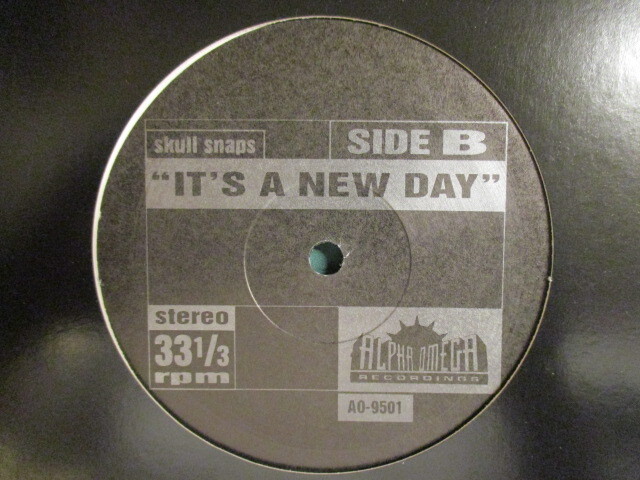 skull snaps
SIDE B
“IT'S A NEW DAY”
stereo
33 1/3
rpm
ALPHA OMEGA
RECORDINGS
AO-9501